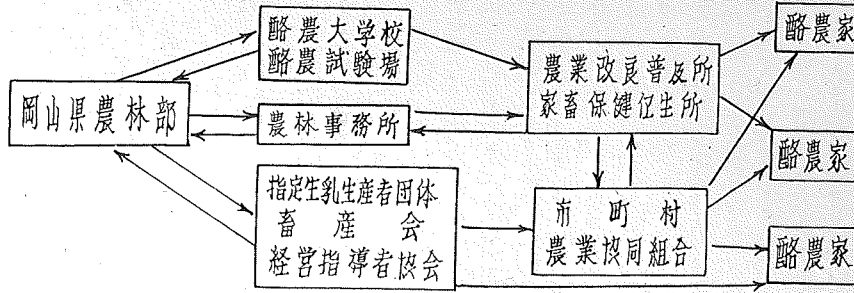 岡山県農林部
酪農大学校
酪農試験場
農林事務所
指定生乳生産者団体
畜産会
経営指導者協会
農業改良普及所
家畜保健衛生所
市町村
農業協同組合
酪農家
酪農家
酪農家